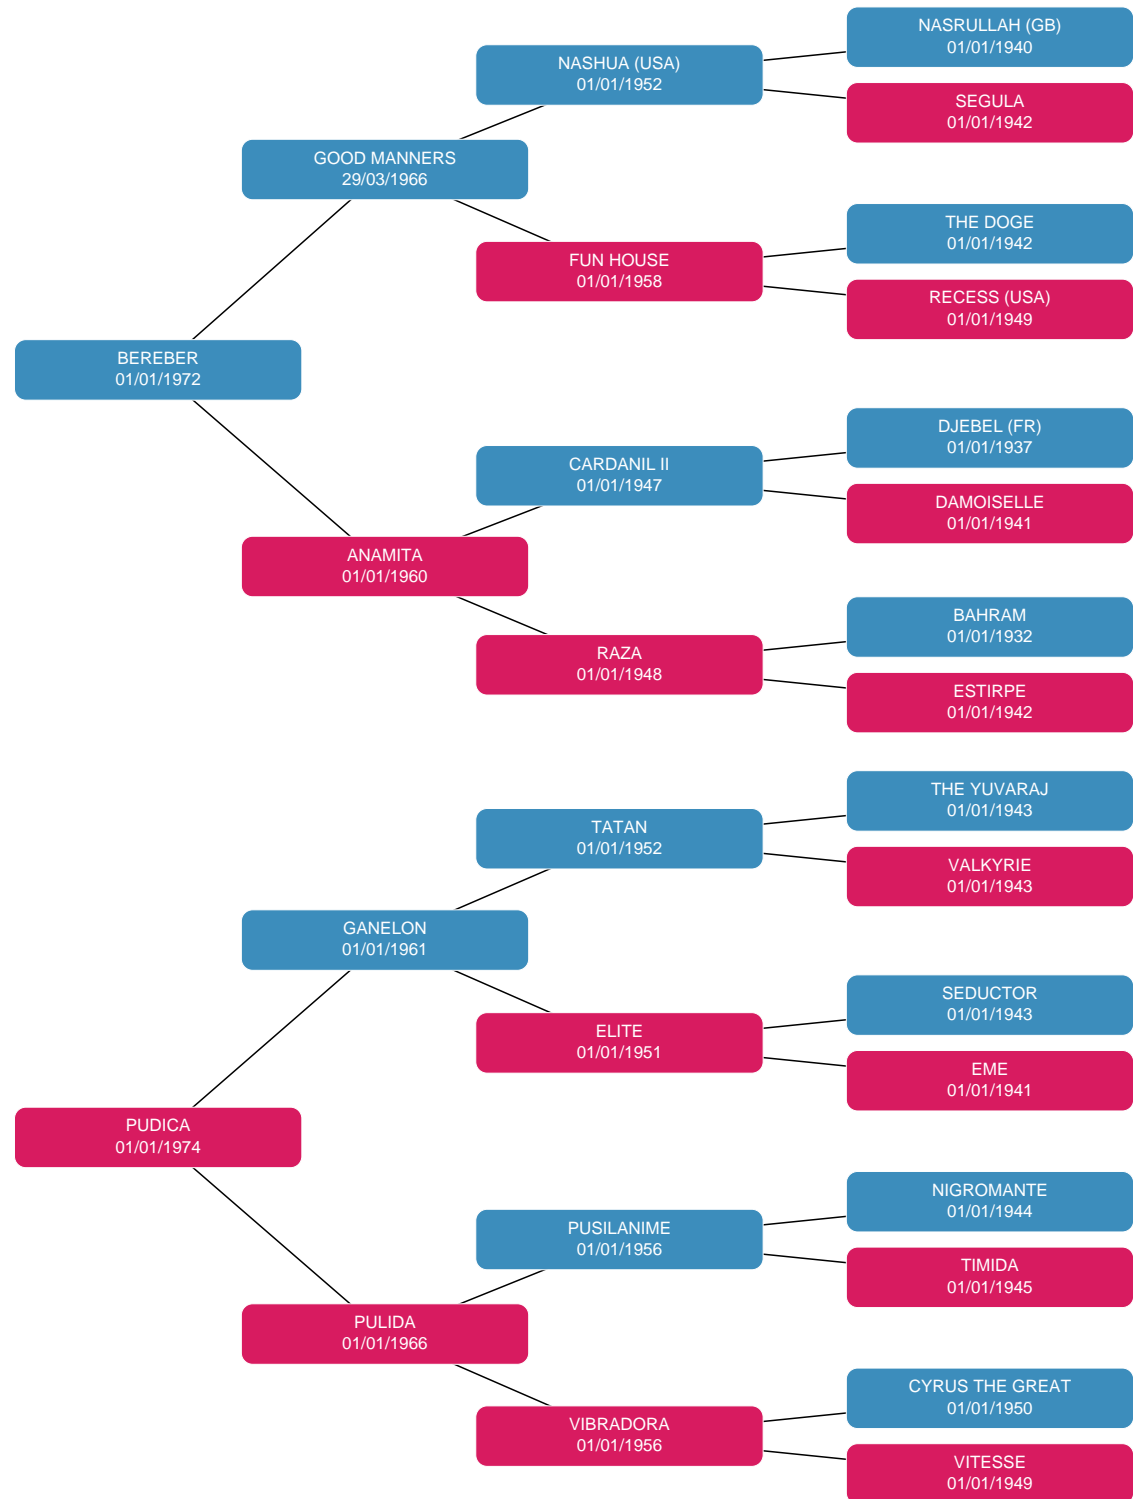 NASRULLAH (GB)
01/01/1940
NASHUA (USA)
01/01/1952
SEGULA
01/01/1942
GOOD MANNERS
29/03/1966
THE DOGE
01/01/1942
FUN HOUSE
01/01/1958
RECESS (USA)
01/01/1949
BEREBER
01/01/1972
DJEBEL (FR)
01/01/1937
CARDANIL II
01/01/1947
DAMOISELLE
01/01/1941
ANAMITA
01/01/1960
BAHRAM
01/01/1932
RAZA
01/01/1948
ESTIRPE
01/01/1942
THE YUVARAJ
01/01/1943
TATAN
01/01/1952
VALKYRIE
01/01/1943
GANELON
01/01/1961
SEDUCTOR
01/01/1943
ELITE
01/01/1951
EME
01/01/1941
PUDICA
01/01/1974
NIGROMANTE
01/01/1944
PUSILANIME
01/01/1956
TIMIDA
01/01/1945
PULIDA
01/01/1966
CYRUS THE GREAT
01/01/1950
VIBRADORA
01/01/1956
VITESSE
01/01/1949